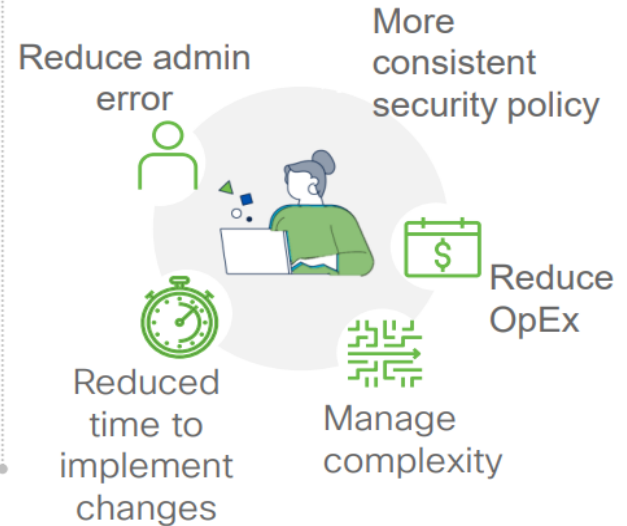 Reduce admin
error
More
consistent
security policy
$
Reduce
OpEx
Manage
complexity
Reduced
time to
implement
changes